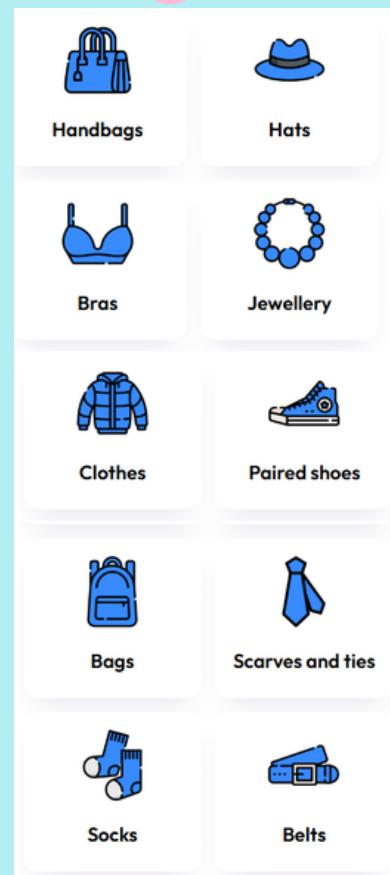 Handbags
Hats
Bras
Jewellery
Clothes
Paired shoes
Bags
Scarves and ties
Socks
Belts